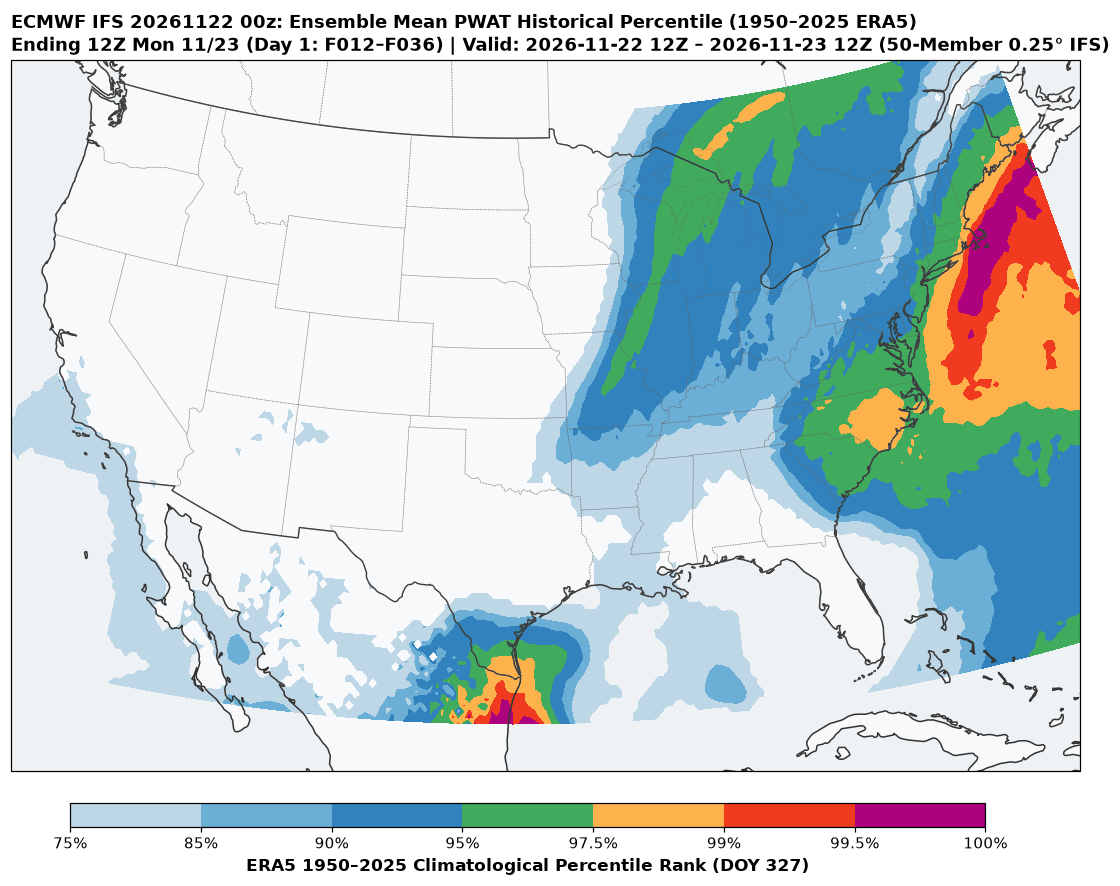 ECMWF IFS 20261122 00z: Ensemble Mean PWAT Historical Percentile (1950–2025 ERA5)
Ending 12Z Mon 11/23 (Day 1: F012–F036) | Valid: 2026-11-22 12Z – 2026-11-23 12Z (50-Member 0.25° IFS)
75% 85% 90% 95% 97.5% 99% 99.5% 100%
ERA5 1950–2025 Climatological Percentile Rank (DOY 327)